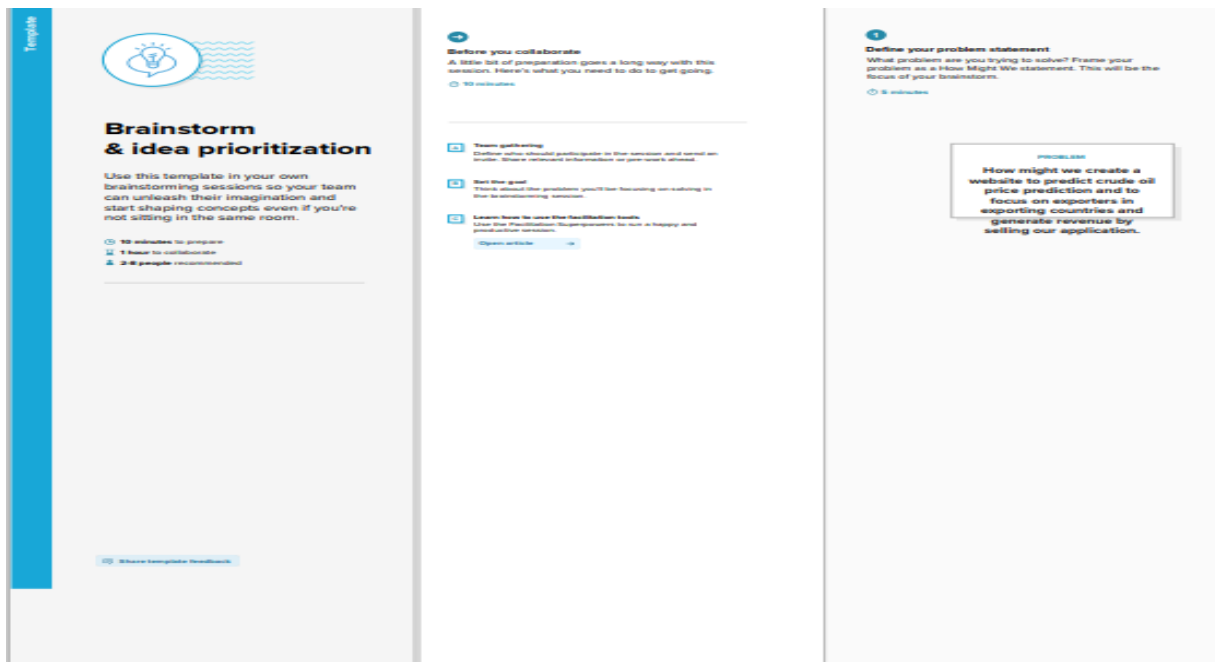 Template
Brainstorm
& idea prioritization
Use this template in your own
brainstorming sessions so your team
can unleash their imagination and
start shaping concepts even if you're
not sitting in the same room.
10 minutes to prepare
1 hour to collaborate
2-8 people recommended
Share template feedback
Before you collaborate
A little bit of preparation goes a long way with this
session. Here's what you need to do to get going.
10 minutes
A
Team gathering
Define who should participate in the session and send an
invite. Share relevant information or pre-work ahead.
B
Set the goal
Think about the problem you'll be focusing on solving in
the brainstorming session.
C
Learn how to use the facilitation tools
Use the Facilitation Superpowers to run a happy and
productive session.
Open article
1
Define your problem statement
What problem are you trying to solve? Frame your
problem as a How Might We statement. This will be the
focus of your brainstorm.
5 minutes
PROBLEM
How might we create a
website to predict crude oil
price prediction and to
focus on exporters in
exporting countries and
generate revenue by
selling our application.